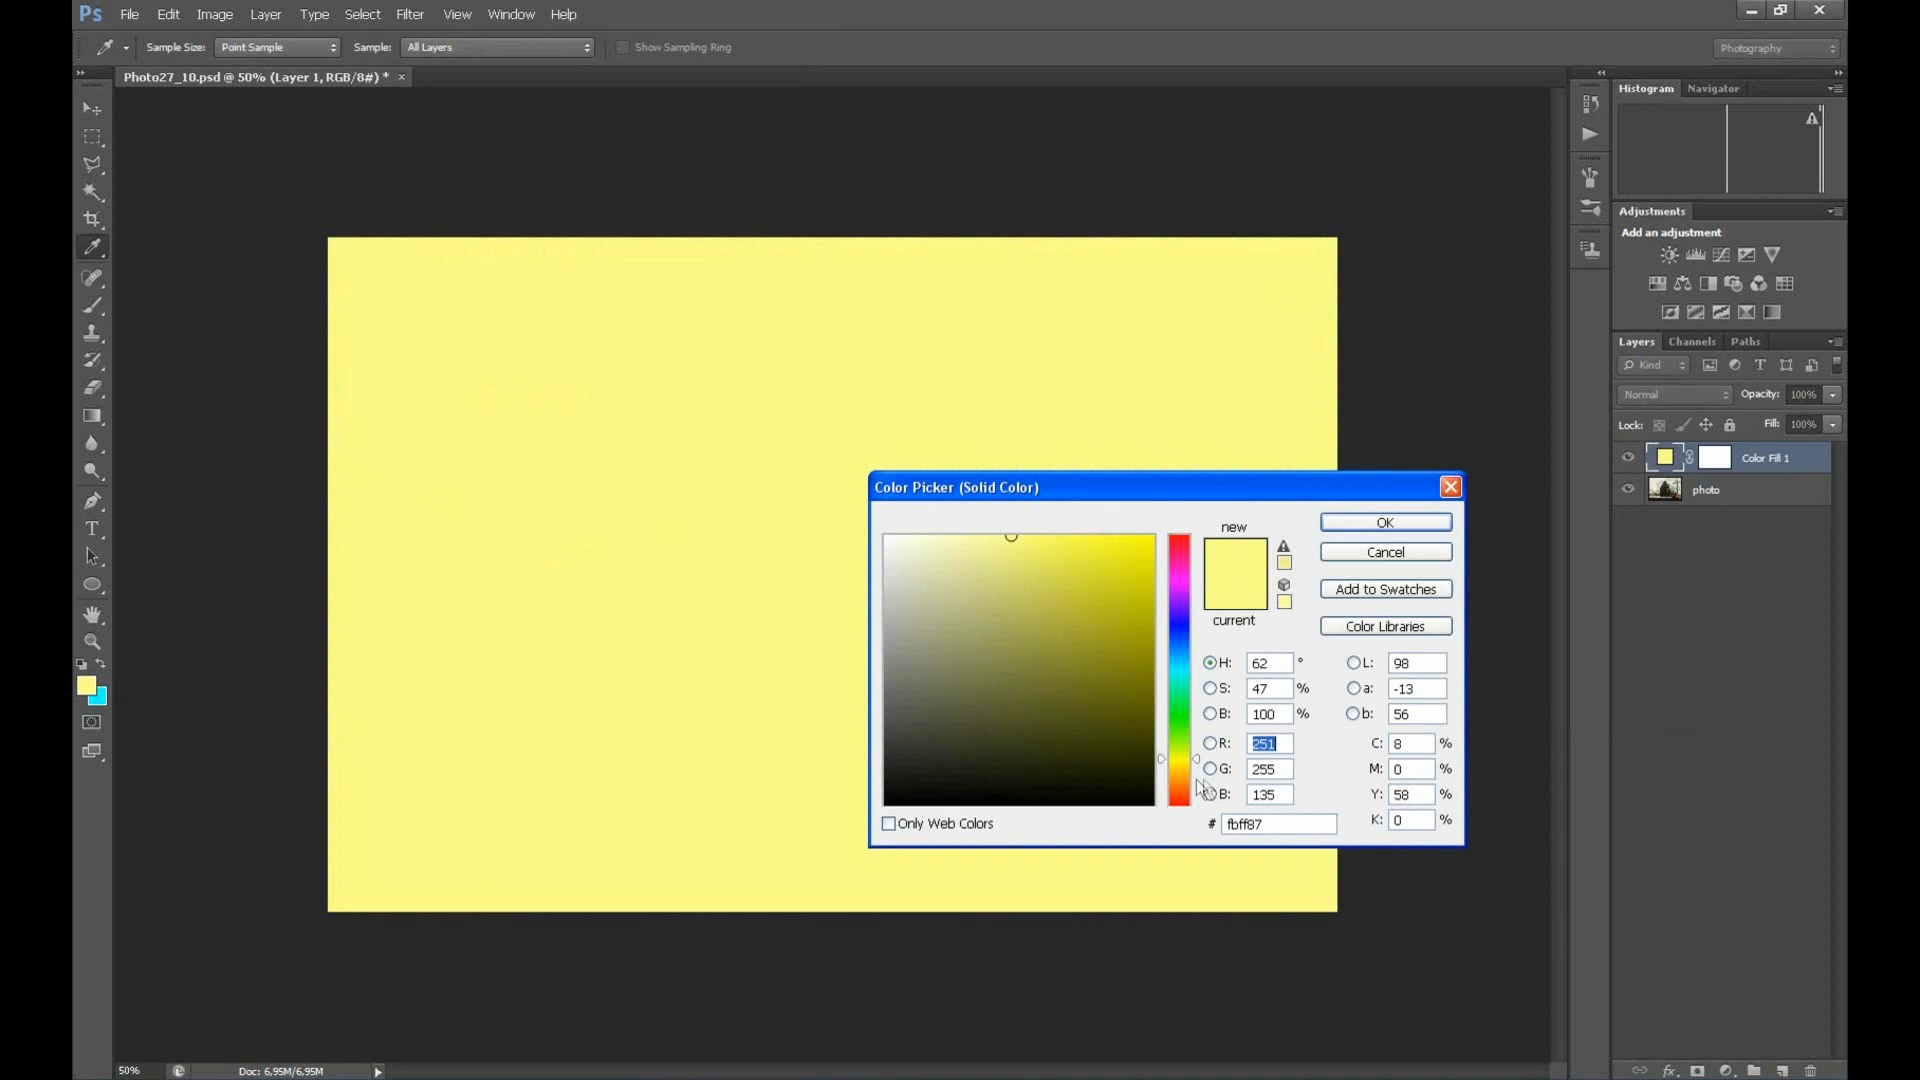 Ps File Edit Image Layer Type Select Filter View Window Help
Sample Size: Point Sample Sample: All Layers Show Sampling Ring Photography
Photo27_10.psd @ 50% (Layer 1, RGB/8#) * ×
Histogram Navigator
Adjustments
Add an adjustment
Layers Channels Paths
Kind
Normal Opacity: 100%
Lock: Fill: 100%
Color Fill 1
photo
Color Picker (Solid Color)
new
current
OK
Cancel
Add to Swatches
Color Libraries
H: 62 ° L: 98
S: 47 % a: -13
B: 100 % b: 56
R: 251 C: 8 %
G: 255 M: 0 %
B: 135 Y: 58 %
# fbff87 K: 0 %
Only Web Colors
50% Doc: 6,95M/6,95M